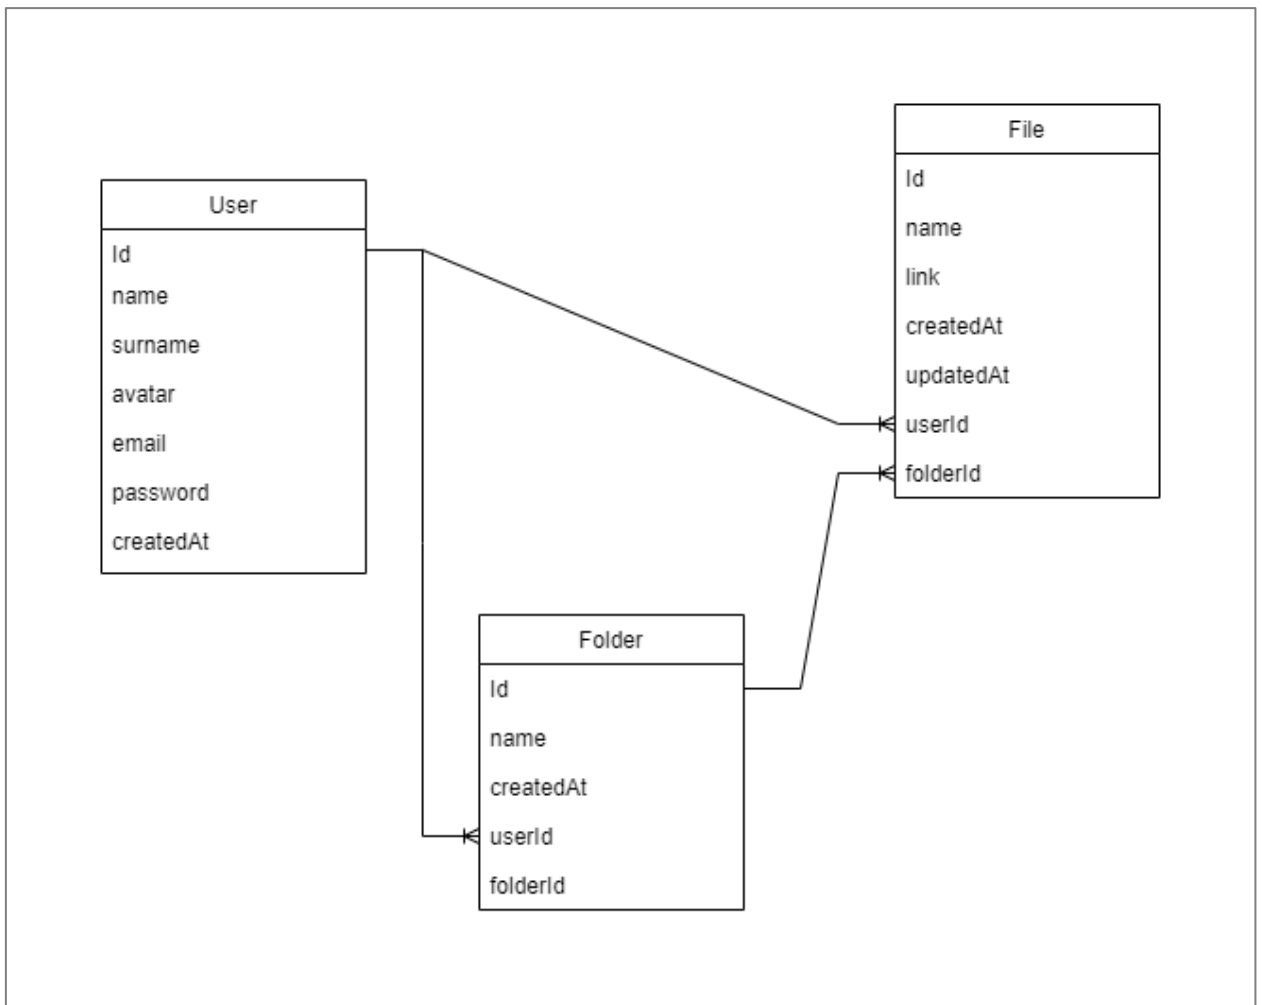 User
Id
name
surname
avatar
email
password
createdAt
File
Id
name
link
createdAt
updatedAt
userId
folderId
Folder
Id
name
createdAt
userId
folderId